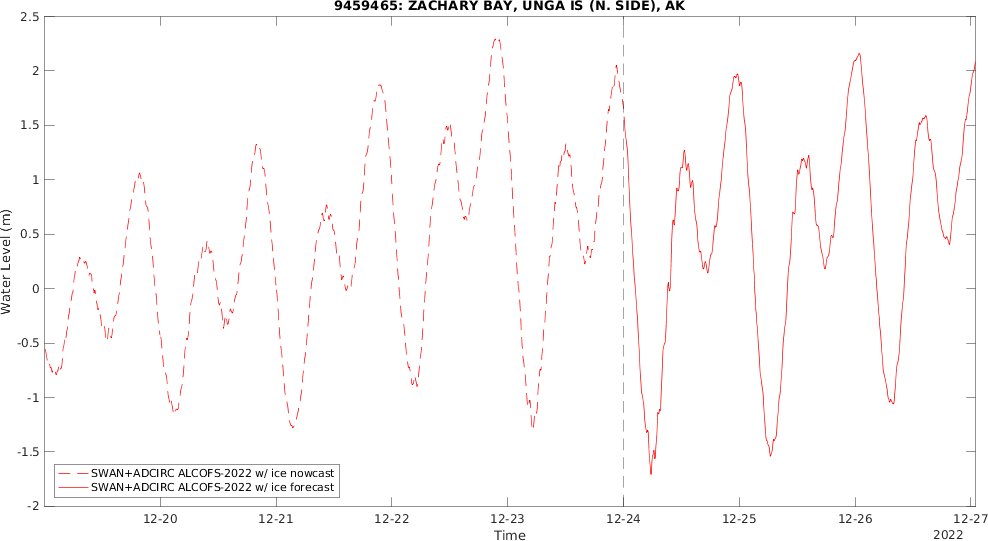 9459465: ZACHARY BAY, UNGA IS (N. SIDE), AK
2.5
2
1.5
1
0.5
0
-0.5
-1
-1.5
-2
Water Level (m)
SWAN+ADCIRC ALCOFS-2022 w/ ice nowcast
SWAN+ADCIRC ALCOFS-2022 w/ ice forecast
12-20 12-21 12-22 12-23 12-24 12-25 12-26 12-27
Time
2022